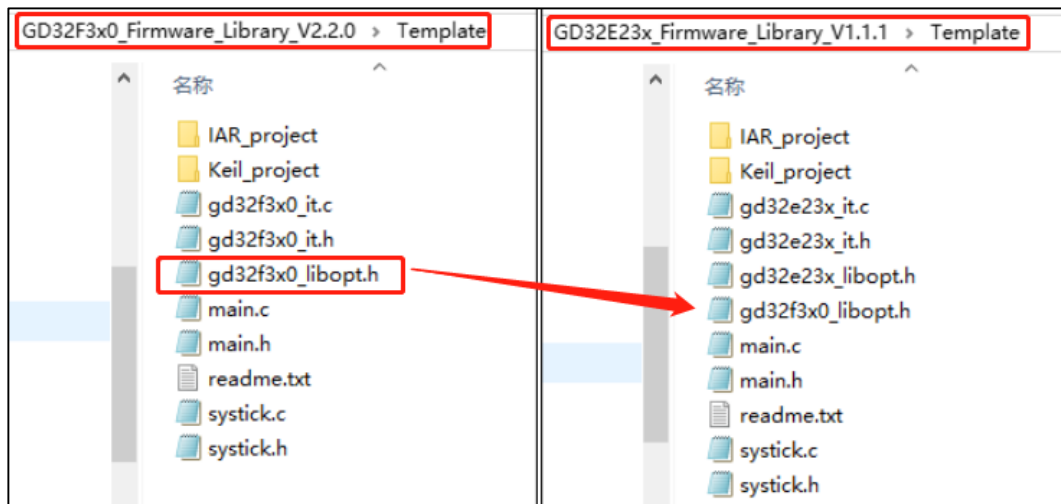 GD32F3x0_Firmware_Library_V2.2.0 > Template
名称
IAR_project
Keil_project
gd32f3x0_it.c
gd32f3x0_it.h
gd32f3x0_libopt.h
main.c
main.h
readme.txt
systick.c
systick.h
GD32E23x_Firmware_Library_V1.1.1 > Template
名称
IAR_project
Keil_project
gd32e23x_it.c
gd32e23x_it.h
gd32e23x_libopt.h
gd32f3x0_libopt.h
main.c
main.h
readme.txt
systick.c
systick.h